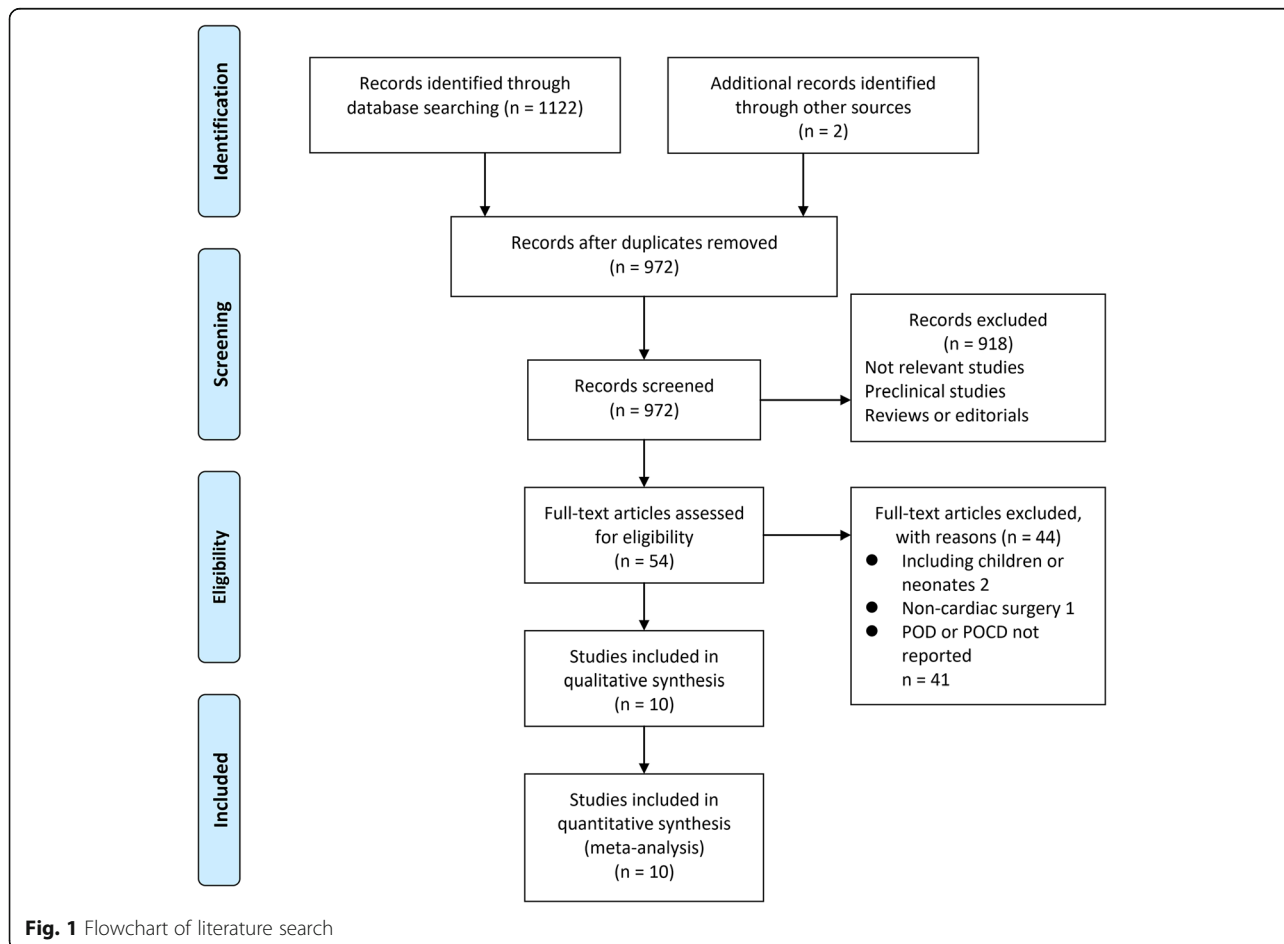 Identification
Records identified through
database searching (n = 1122)
Additional records identified
through other sources
(n = 2)
Records after duplicates removed
(n = 972)
Screening
Records screened
(n = 972)
Records excluded
(n = 918)
Not relevant studies
Preclinical studies
Reviews or editorials
Eligibility
Full-text articles assessed
for eligibility
(n = 54)
Full-text articles excluded,
with reasons (n = 44)
● Including children or
neonates 2
● Non-cardiac surgery 1
● POD or POCD not
reported
n = 41
Studies included in
qualitative synthesis
(n = 10)
Included
Studies included in
quantitative synthesis
(meta-analysis)
(n = 10)
Fig. 1 Flowchart of literature search